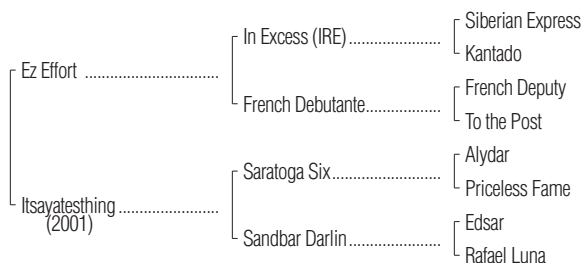 Siberian Express
In Excess (IRE)
Kantado
Ez Effort
French Deputy
French Debutante
To the Post
Alydar
Saratoga Six
Priceless Fame
Itsayatesthing
(2001)
Edsar
Sandbar Darlin
Rafael Luna